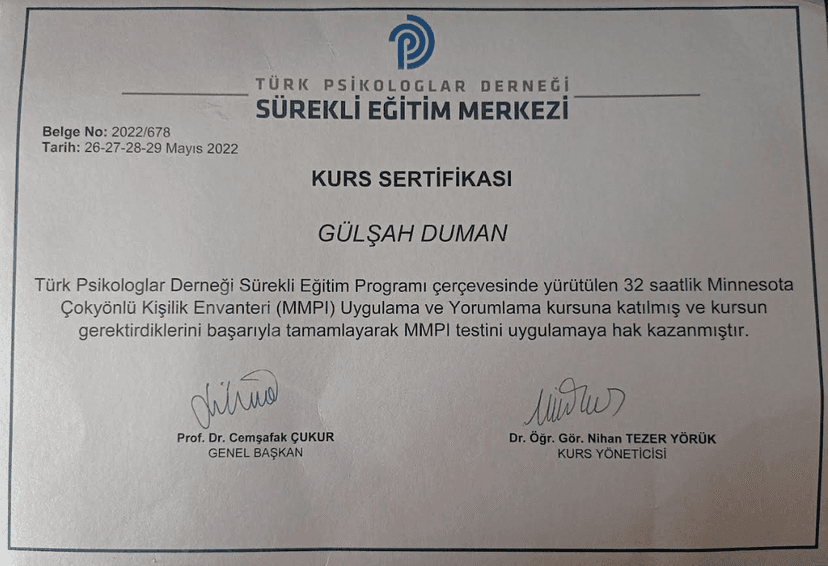 TÜRK PSİKOLOGLAR DERNEĞİ
SÜREKLİ EĞİTİM MERKEZİ
Belge No: 2022/678
Tarih: 26-27-28-29 Mayıs 2022
KURS SERTİFİKASI
GÜLŞAH DUMAN
Türk Psikologlar Derneği Sürekli Eğitim Programı çerçevesinde yürütülen 32 saatlik Minnesota
Çokyönlü Kişilik Envanteri (MMPI) Uygulama ve Yorumlama kursuna katılmış ve kursun
gerektirdiklerini başarıyla tamamlayarak MMPI testini uygulamaya hak kazanmıştır.
Prof. Dr. Cemşafak ÇUKUR
GENEL BAŞKAN
Dr. Öğr. Gör. Nihan TEZER YÖRÜK
KURS YÖNETİCİSİ